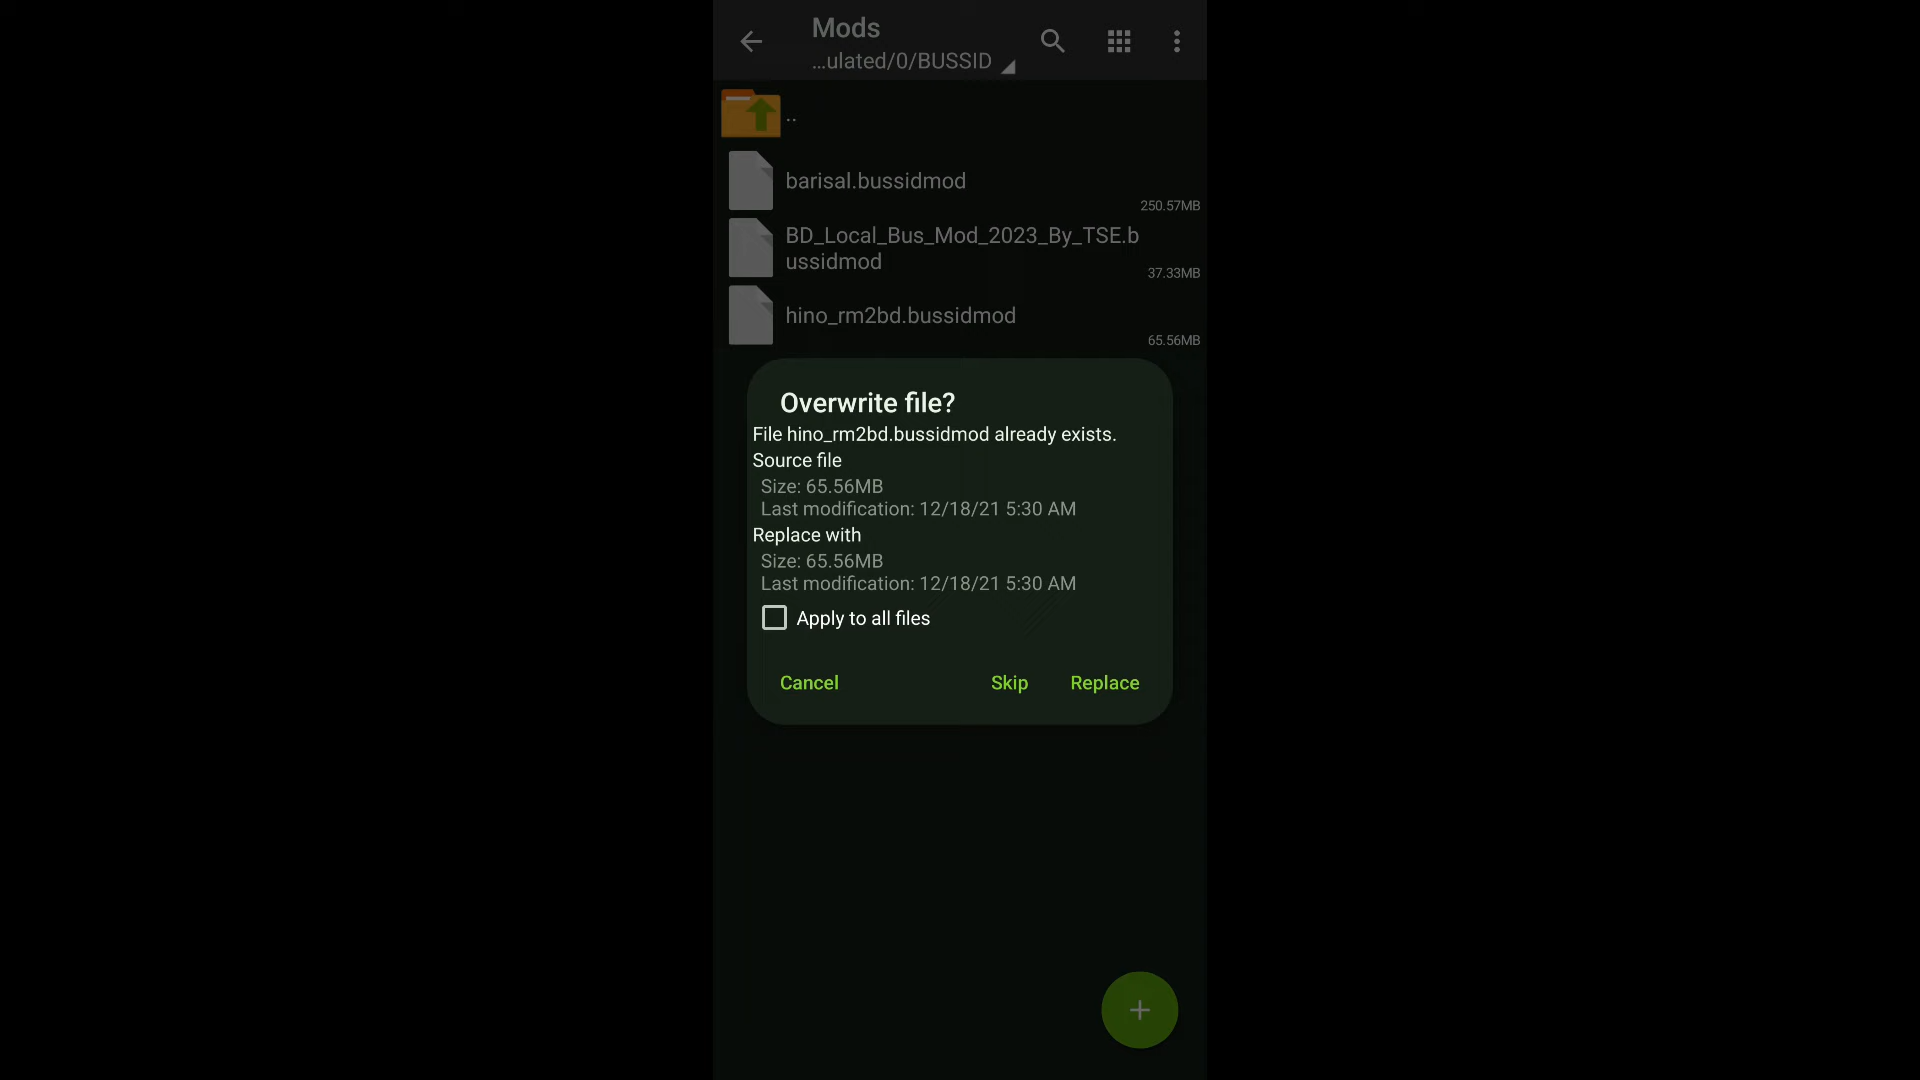 Mods
...ulated/0/BUSSID
..
barisal.bussidmod
250.57MB
BD_Local_Bus_Mod_2023_By_TSE.b
ussidmod
37.33MB
hino_rm2bd.bussidmod
65.56MB
Overwrite file?
File hino_rm2bd.bussidmod already exists.
Source file
Size: 65.56MB
Last modification: 12/18/21 5:30 AM
Replace with
Size: 65.56MB
Last modification: 12/18/21 5:30 AM
Apply to all files
Cancel
Skip
Replace